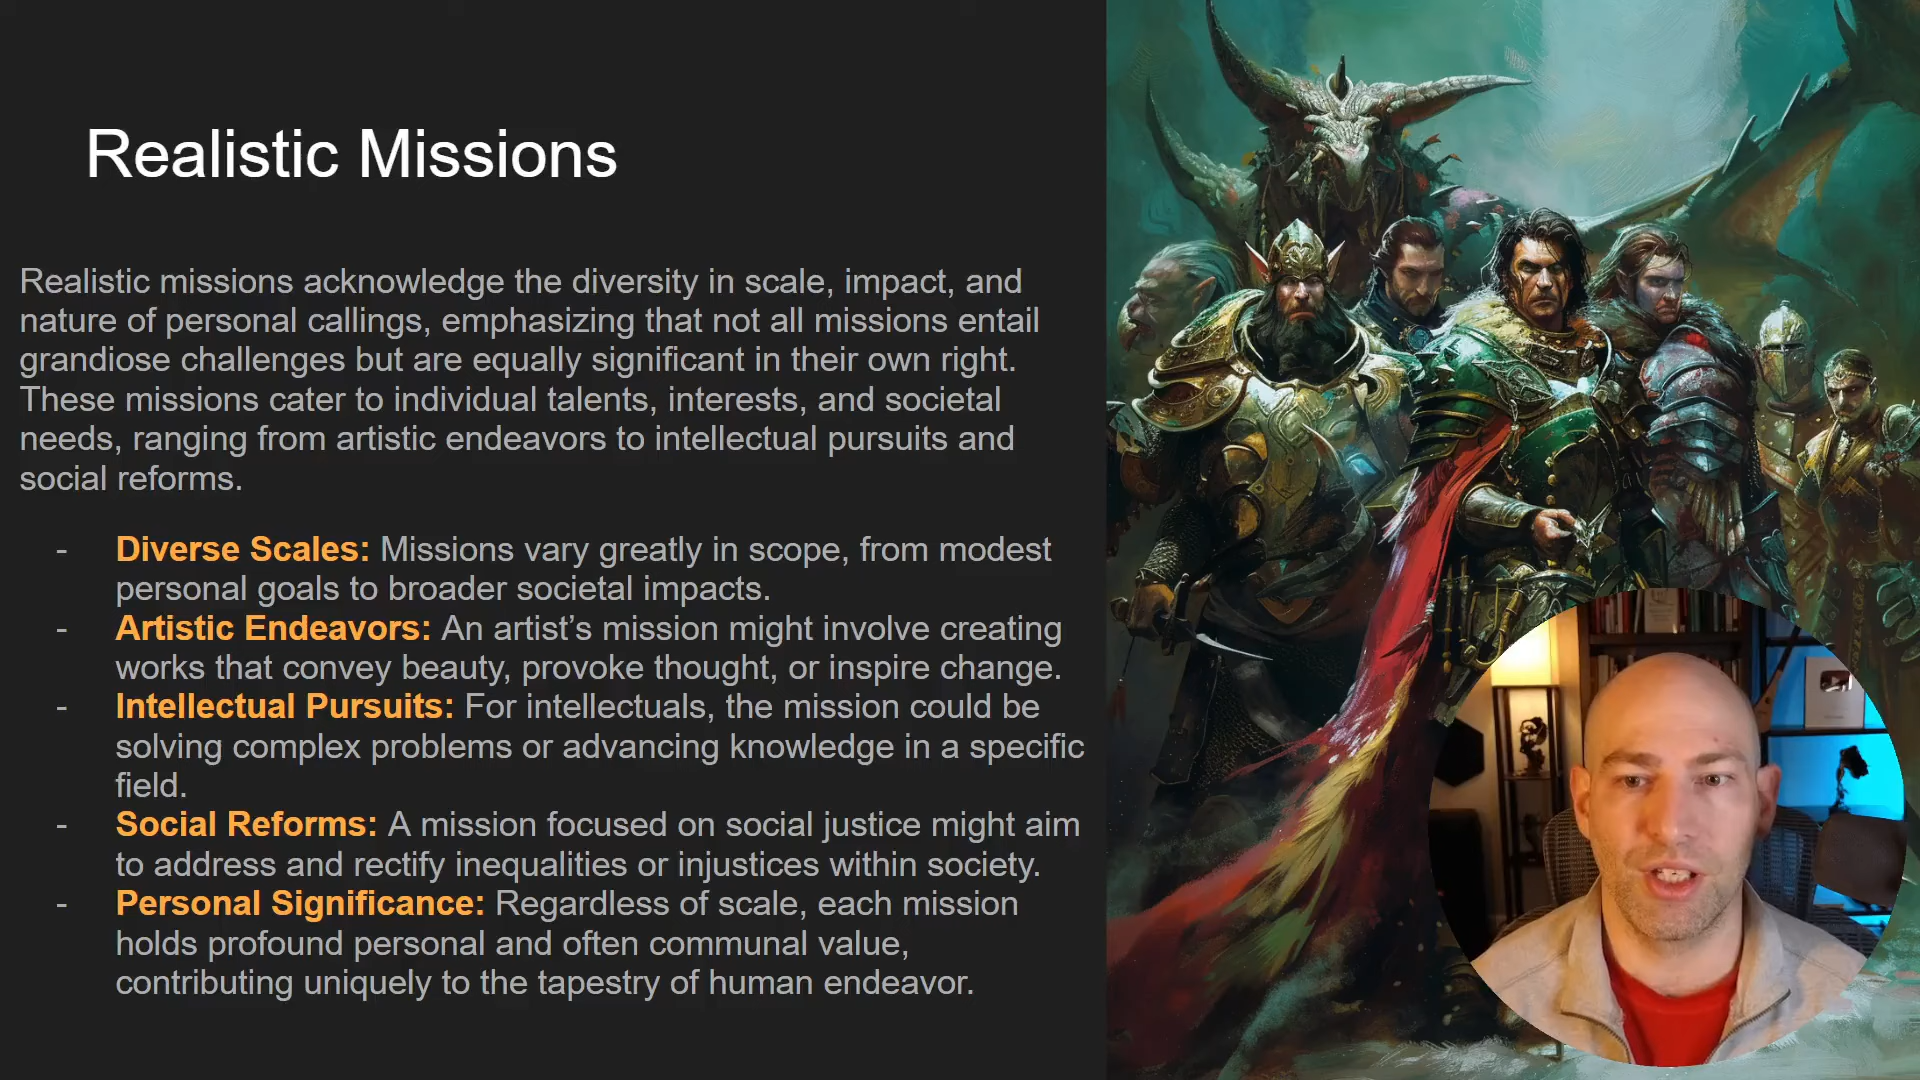 Realistic Missions
Realistic missions acknowledge the diversity in scale, impact, and
nature of personal callings, emphasizing that not all missions entail
grandiose challenges but are equally significant in their own right.
These missions cater to individual talents, interests, and societal
needs, ranging from artistic endeavors to intellectual pursuits and
social reforms.
- Diverse Scales: Missions vary greatly in scope, from modest
personal goals to broader societal impacts.
- Artistic Endeavors: An artist’s mission might involve creating
works that convey beauty, provoke thought, or inspire change.
- Intellectual Pursuits: For intellectuals, the mission could be
solving complex problems or advancing knowledge in a specific
field.
- Social Reforms: A mission focused on social justice might aim
to address and rectify inequalities or injustices within society.
- Personal Significance: Regardless of scale, each mission
holds profound personal and often communal value,
contributing uniquely to the tapestry of human endeavor.